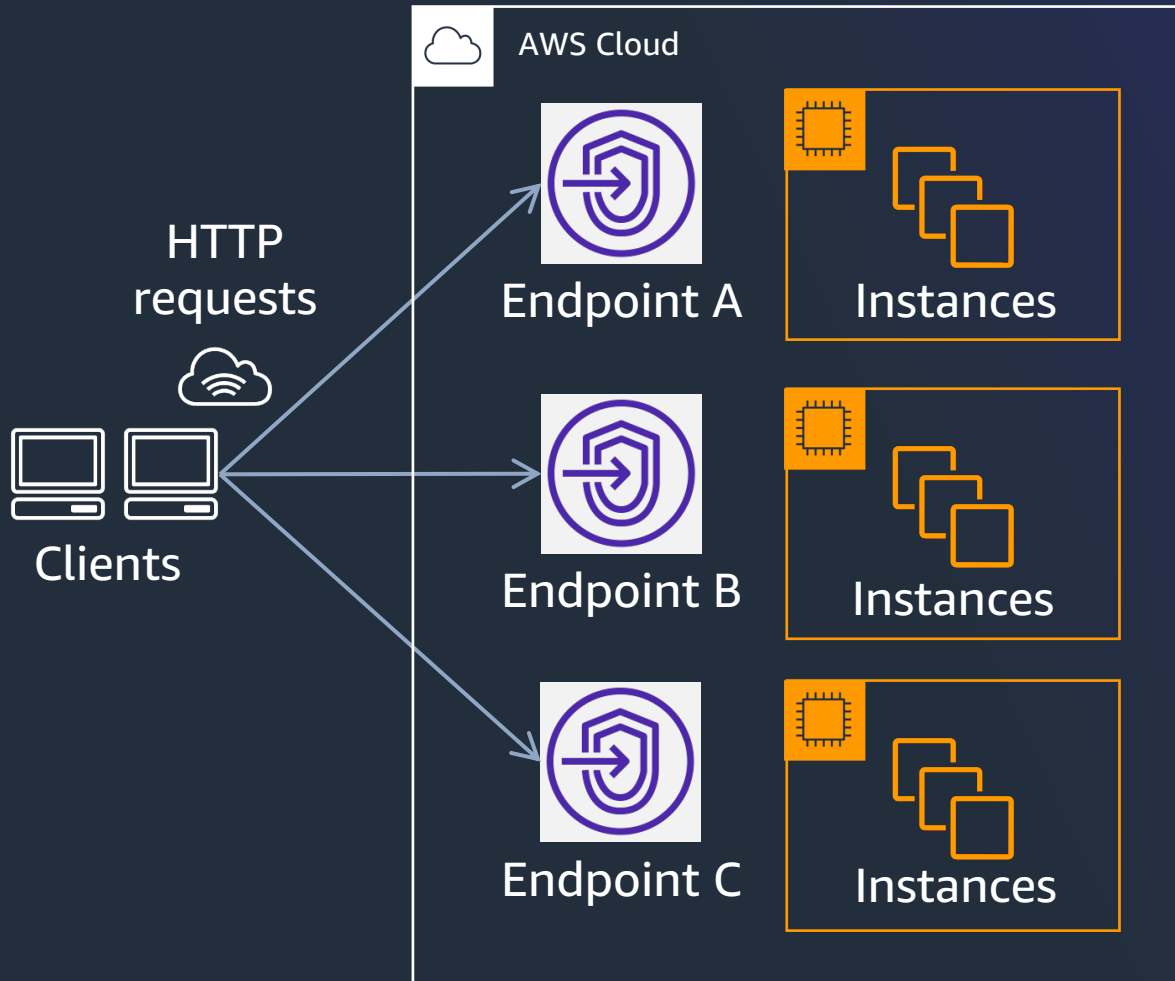 AWS Cloud
HTTP
requests
Clients
Endpoint A
Instances
Endpoint B
Instances
Endpoint C
Instances